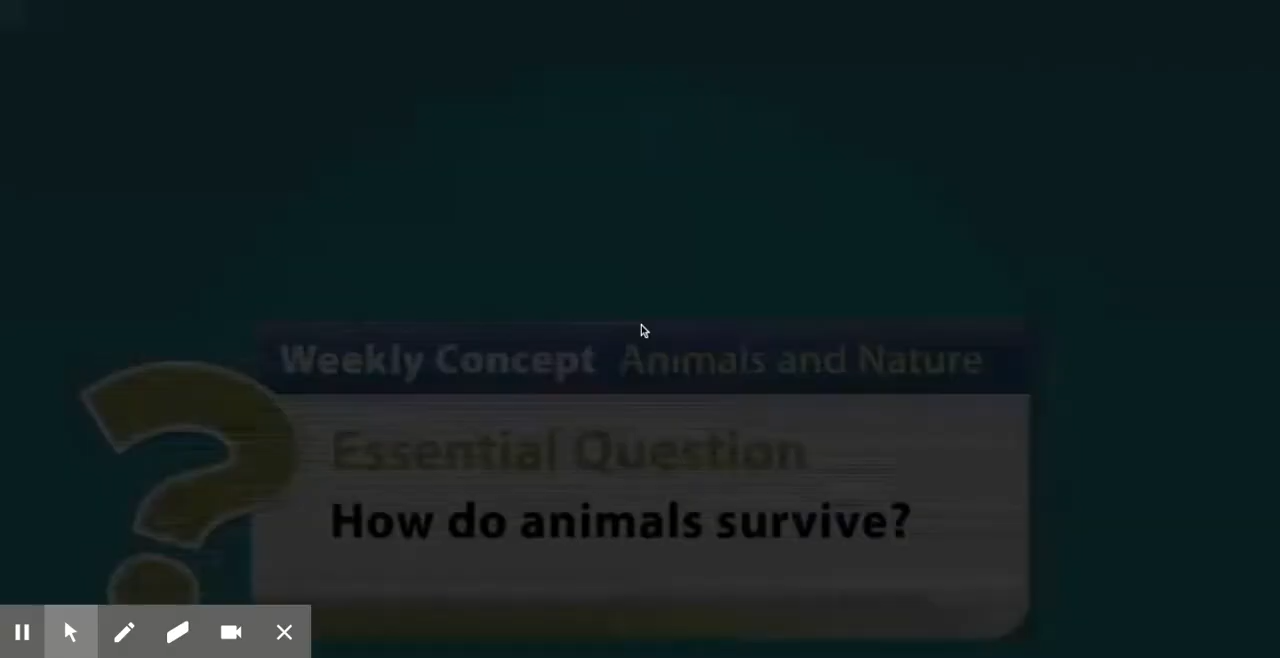 Weekly Concept Animals and Nature
Essential Question
How do animals survive?